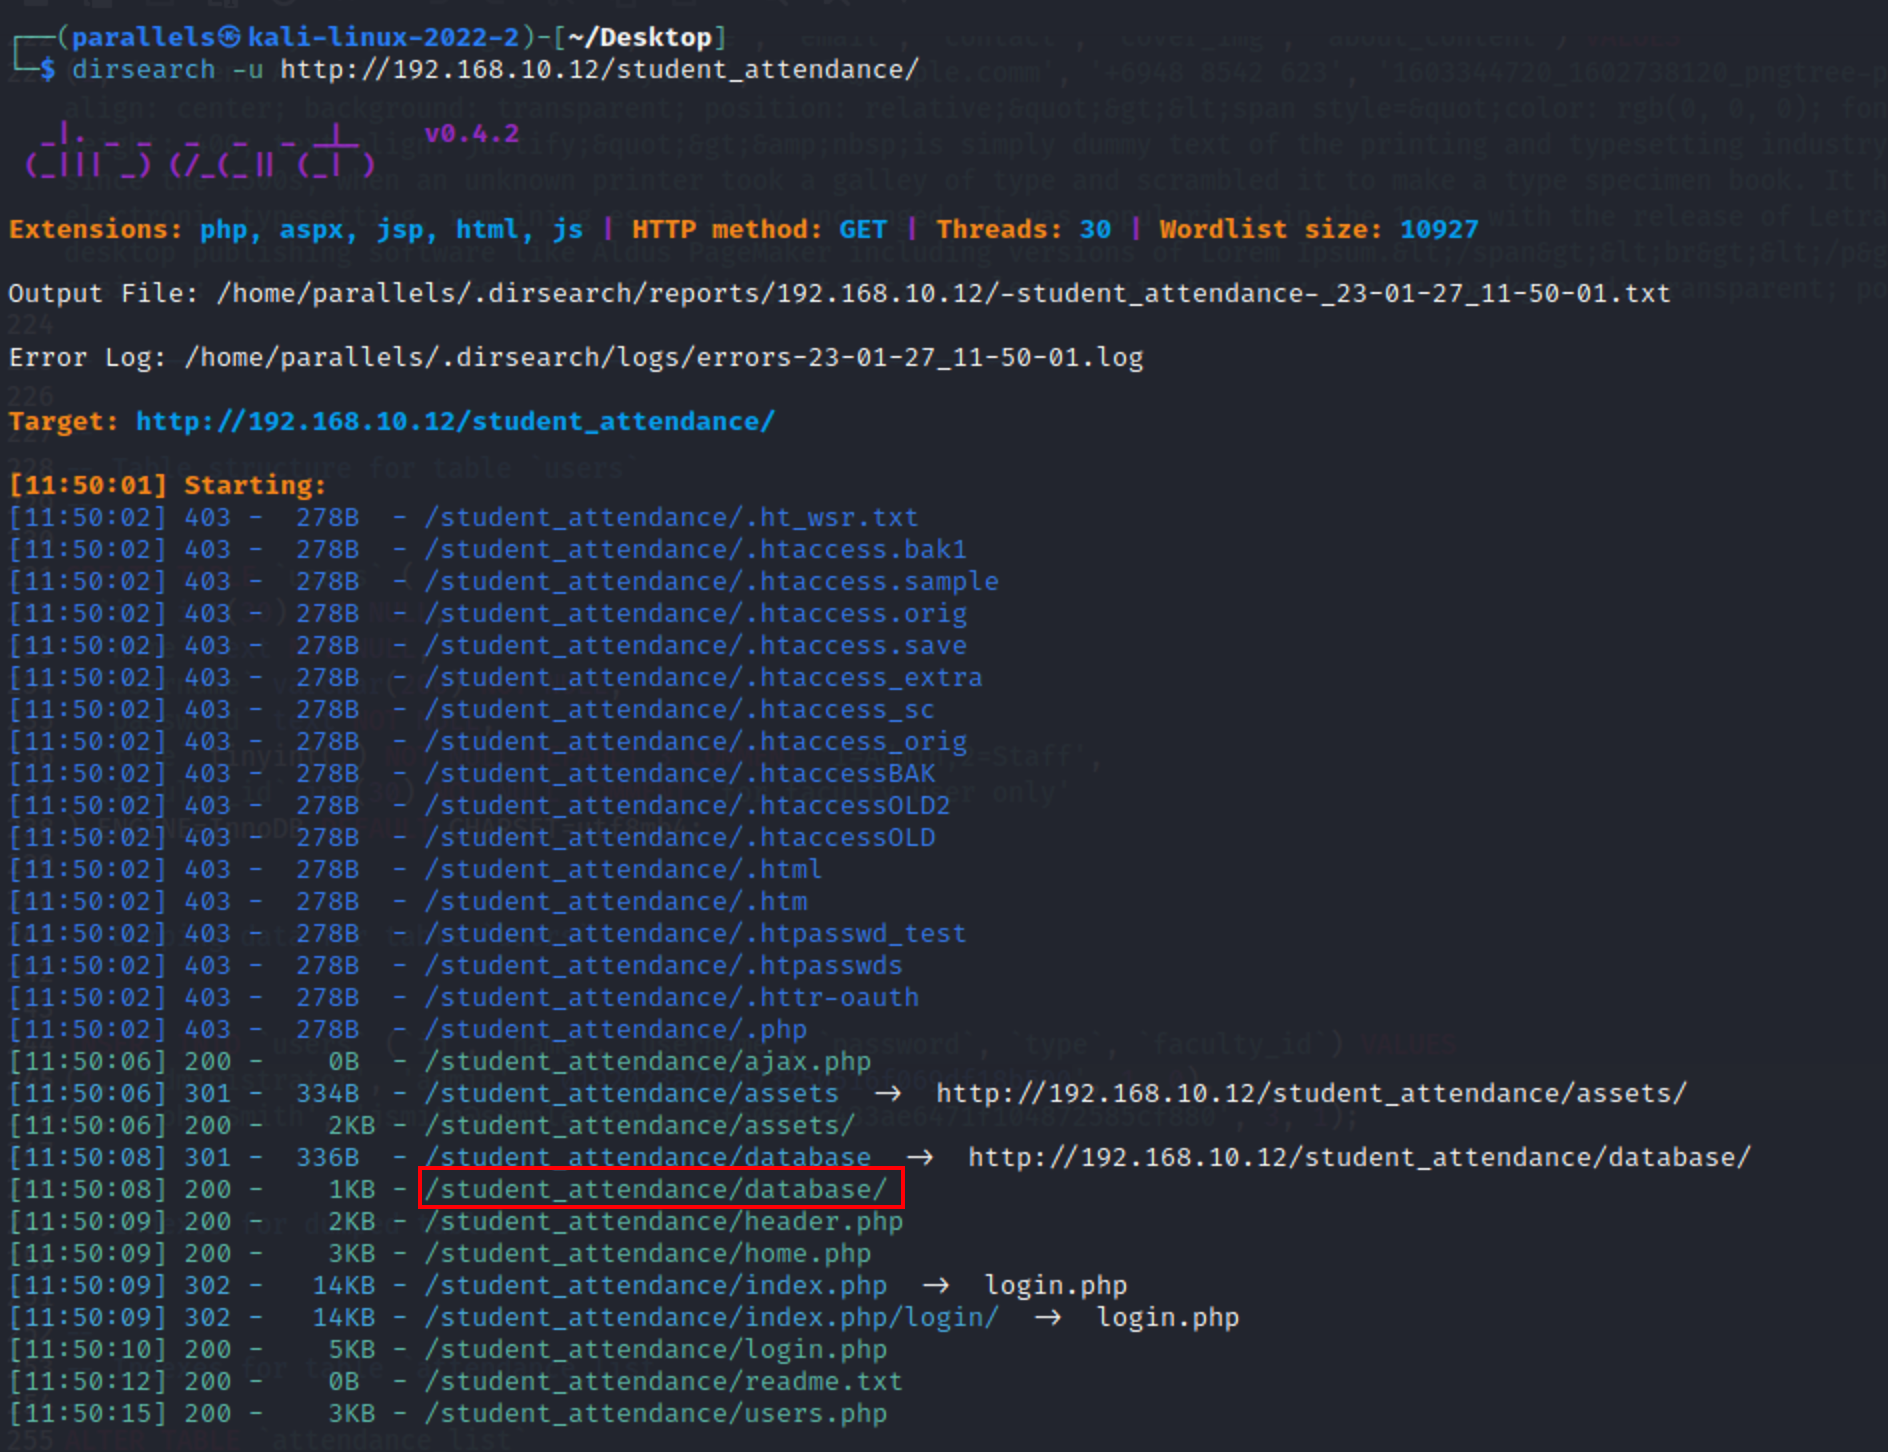 (parallels㉿kali-linux-2022-2)-[~/Desktop]
$ dirsearch -u http://192.168.10.12/student_attendance/
v0.4.2
Extensions: php, aspx, jsp, html, js | HTTP method: GET | Threads: 30 | Wordlist size: 10927
Output File: /home/parallels/.dirsearch/reports/192.168.10.12/-student_attendance-_23-01-27_11-50-01.txt
Error Log: /home/parallels/.dirsearch/logs/errors-23-01-27_11-50-01.log
Target: http://192.168.10.12/student_attendance/
[11:50:01] Starting:
[11:50:02] 403 -  278B  - /student_attendance/.ht_wsr.txt
[11:50:02] 403 -  278B  - /student_attendance/.htaccess.bak1
[11:50:02] 403 -  278B  - /student_attendance/.htaccess.sample
[11:50:02] 403 -  278B  - /student_attendance/.htaccess.orig
[11:50:02] 403 -  278B  - /student_attendance/.htaccess.save
[11:50:02] 403 -  278B  - /student_attendance/.htaccess_extra
[11:50:02] 403 -  278B  - /student_attendance/.htaccess_sc
[11:50:02] 403 -  278B  - /student_attendance/.htaccess_orig
[11:50:02] 403 -  278B  - /student_attendance/.htaccessBAK
[11:50:02] 403 -  278B  - /student_attendance/.htaccessOLD2
[11:50:02] 403 -  278B  - /student_attendance/.htaccessOLD
[11:50:02] 403 -  278B  - /student_attendance/.html
[11:50:02] 403 -  278B  - /student_attendance/.htm
[11:50:02] 403 -  278B  - /student_attendance/.htpasswd_test
[11:50:02] 403 -  278B  - /student_attendance/.htpasswds
[11:50:02] 403 -  278B  - /student_attendance/.httr-oauth
[11:50:02] 403 -  278B  - /student_attendance/.php
[11:50:06] 200 -    0B  - /student_attendance/ajax.php
[11:50:06] 301 -  334B  - /student_attendance/assets  →  http://192.168.10.12/student_attendance/assets/
[11:50:06] 200 -    2KB - /student_attendance/assets/
[11:50:08] 301 -  336B  - /student_attendance/database  →  http://192.168.10.12/student_attendance/database/
[11:50:08] 200 -    1KB - /student_attendance/database/
[11:50:09] 200 -    2KB - /student_attendance/header.php
[11:50:09] 200 -    3KB - /student_attendance/home.php
[11:50:09] 302 -   14KB - /student_attendance/index.php  →  login.php
[11:50:09] 302 -   14KB - /student_attendance/index.php/login/  →  login.php
[11:50:10] 200 -    5KB - /student_attendance/login.php
[11:50:12] 200 -    0B  - /student_attendance/readme.txt
[11:50:15] 200 -    3KB - /student_attendance/users.php